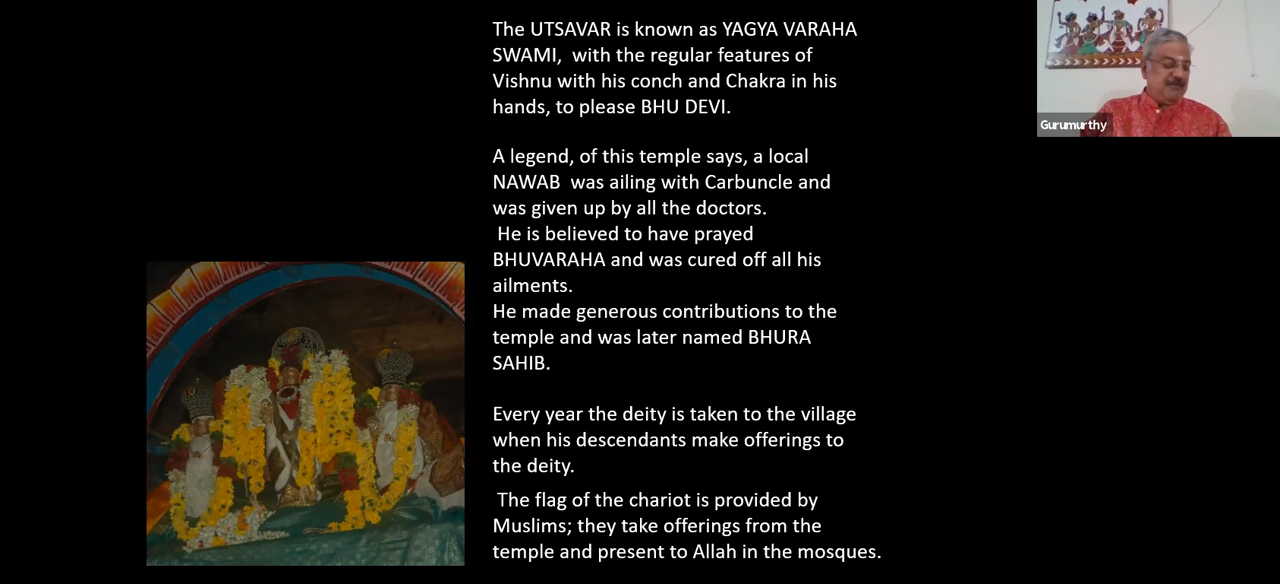 The UTSAVAR is known as YAGYA VARAHA
SWAMI,  with the regular features of
Vishnu with his conch and Chakra in his
hands, to please BHU DEVI.
A legend, of this temple says, a local
NAWAB  was ailing with Carbuncle and
was given up by all the doctors.
He is believed to have prayed
BHUVARAHA and was cured off all his
ailments.
He made generous contributions to the
temple and was later named BHURA
SAHIB.
Every year the deity is taken to the village
when his descendants make offerings to
the deity.
The flag of the chariot is provided by
Muslims; they take offerings from the
temple and present to Allah in the mosques.
Gurumurthy